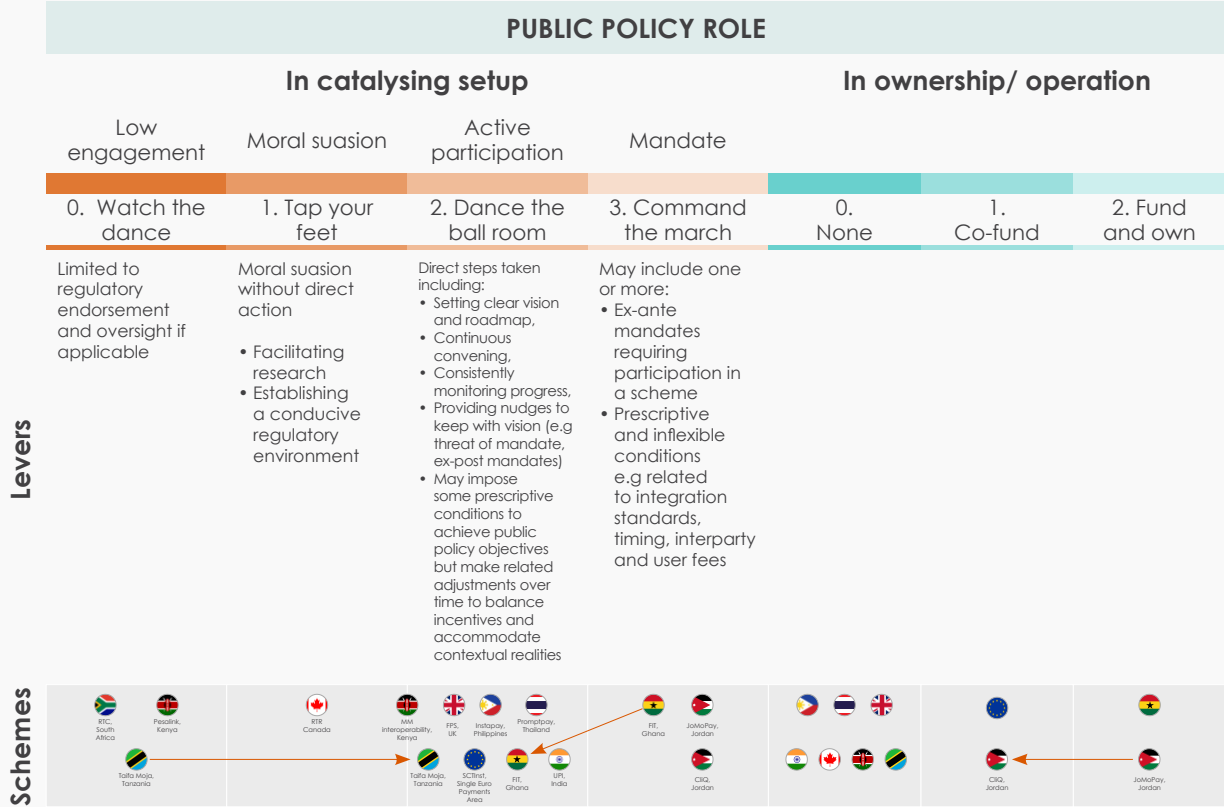 PUBLIC POLICY ROLE
In catalysing setup
In ownership/ operation
Low
engagement
Moral suasion
Active
participation
Mandate
0. Watch the
dance
1. Tap your
feet
2. Dance the
ball room
3. Command
the march
0.
None
1.
Co-fund
2. Fund
and own
Levers
Limited to
regulatory
endorsement
and oversight if
applicable
Moral suasion
without direct
action
• Facilitating
research
• Establishing
a conducive
regulatory
environment
Direct steps taken
including:
• Setting clear vision
and roadmap,
• Continuous
convening,
• Consistently
monitoring progress,
• Providing nudges to
keep with vision (e.g
threat of mandate,
ex-post mandates)
• May impose
some prescriptive
conditions to
achieve public
policy objectives
but make related
adjustments over
time to balance
incentives and
accommodate
contextual realities
May include one
or more:
• Ex-ante
mandates
requiring
participation in
a scheme
• Prescriptive
and inflexible
conditions
e.g related
to integration
standards,
timing, interparty
and user fees
Schemes
RTC,
South
Africa
Pesalink,
Kenya
RTR
Canada
MM
Interoperability,
Kenya
FPS,
UK
Instapay,
Philippines
Promptpay,
Thailand
FIT,
Ghana
JoMoPay,
Jordan
Taifa Moja,
Tanzania
Taifa Moja,
Tanzania
SCTinst,
Single Euro
Payments
Area
FIT,
Ghana
UPI,
India
CliQ,
Jordan
CliQ,
Jordan
JoMoPay,
Jordan